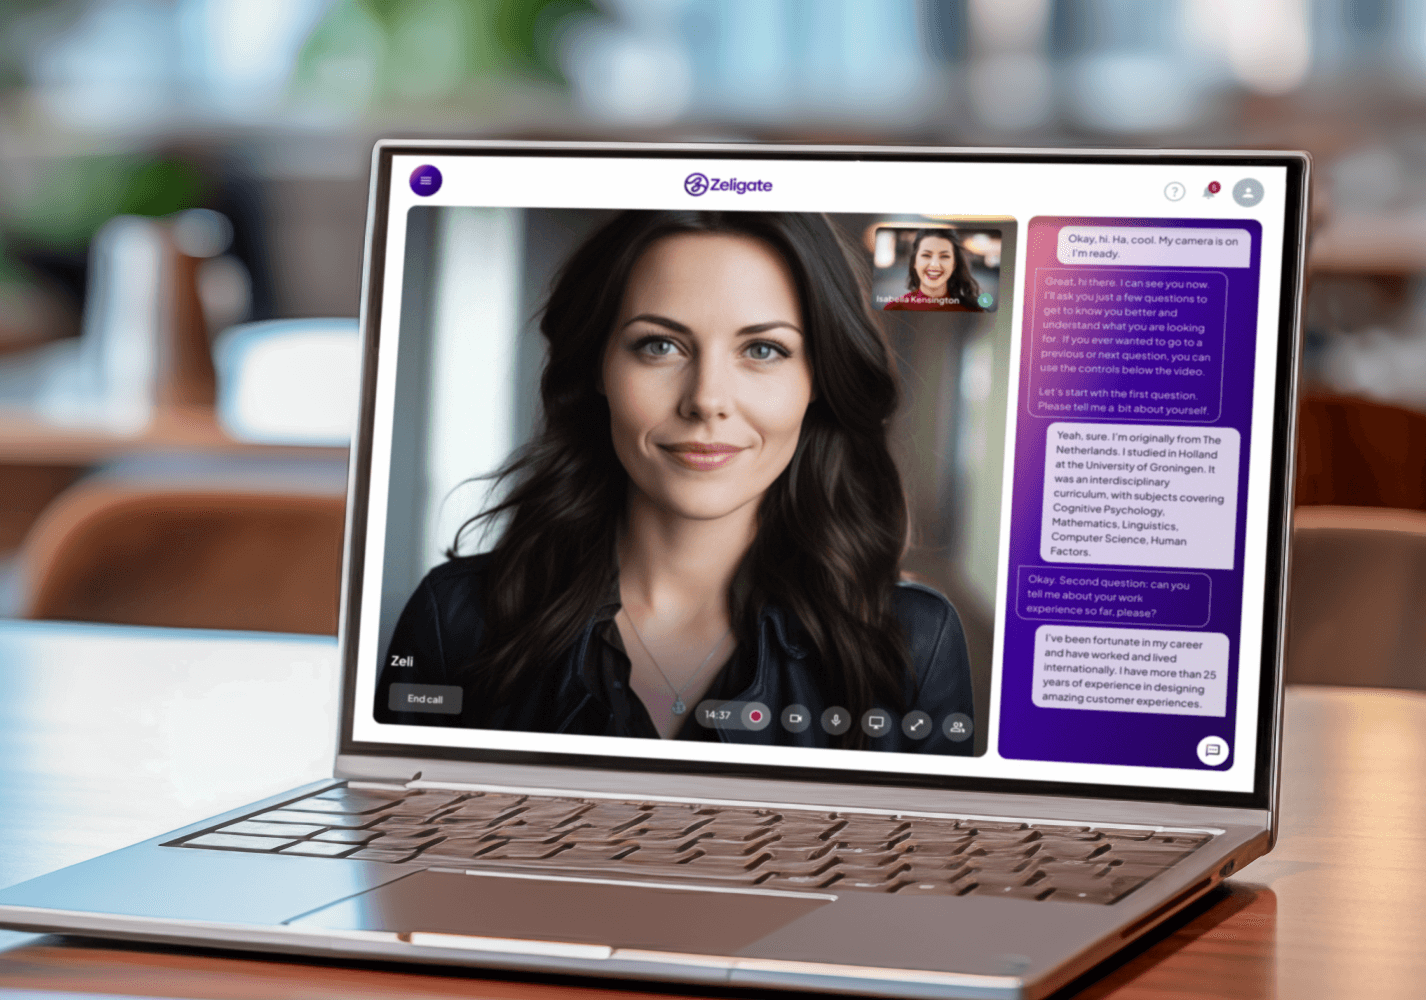 Zeligate
?
6
Isabella Kensington
Zeli
End call
14:37
Okay, hi. Ha, cool. My camera is on
. I'm ready.
Great, hi there. I can see you now.
I'll ask you just a few questions to
get to know you better and
understand what you are looking
for. If you ever wanted to go to a
previous or next question, you can
use the controls below the video.
Let's start wth the first question.
Please tell me a bit about yourself.
Yeah, sure. I'm originally from The
Netherlands. I studied in Holland
at the University of Groningen. It
was an interdisciplinary
curriculum, with subjects covering
Cognitive Psychology,
Mathematics, Linguistics,
Computer Science, Human
Factors.
Okay. Second question: can you
tell me about your work
experience so far, please?
I've been fortunate in my career
and have worked and lived
internationally. I have more than 25
years of experience in designing
amazing customer experiences.